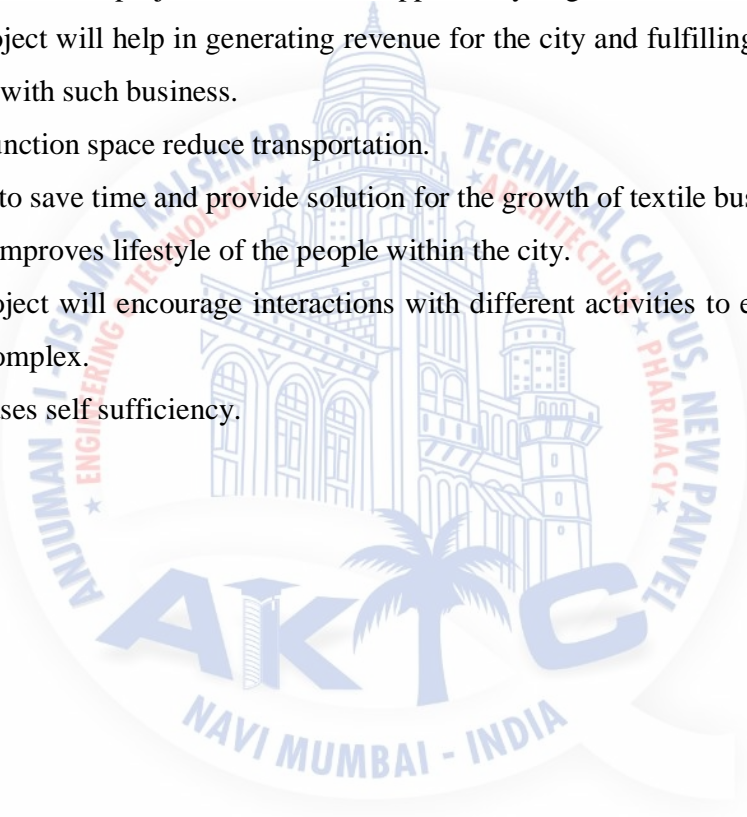 oject will help in generating revenue for the city and fulfilling
with such business.
unction space reduce transportation.
to save time and provide solution for the growth of textile bus
mproves lifestyle of the people within the city.
oject will encourage interactions with different activities to e
omplex.
ses self sufficiency.
ANJUMAN - I - ISLAM'S KALSEKAR TECHNICAL CAMPUS, NEW PANVEL
★ ENGINEERING & TECHNOLOGY ★ ARCHITECTURE ★ PHARMACY ★
AKTC
NAVI MUMBAI - INDIA